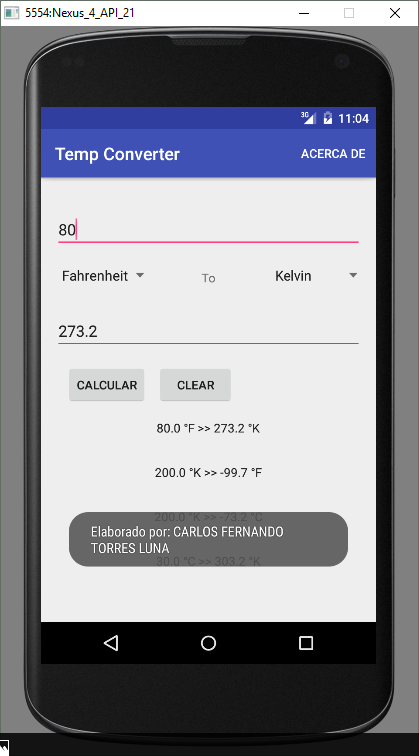 5554:Nexus_4_API_21
3G 11:04
Temp Converter ACERCA DE
80
Fahrenheit To Kelvin
273.2
CALCULAR CLEAR
80.0 °F >> 273.2 °K
200.0 °K >> -99.7 °F
200.0 °K >> -73.2 °C
Elaborado por: CARLOS FERNANDO
TORRES LUNA
30.0 °C >> 303.2 °K